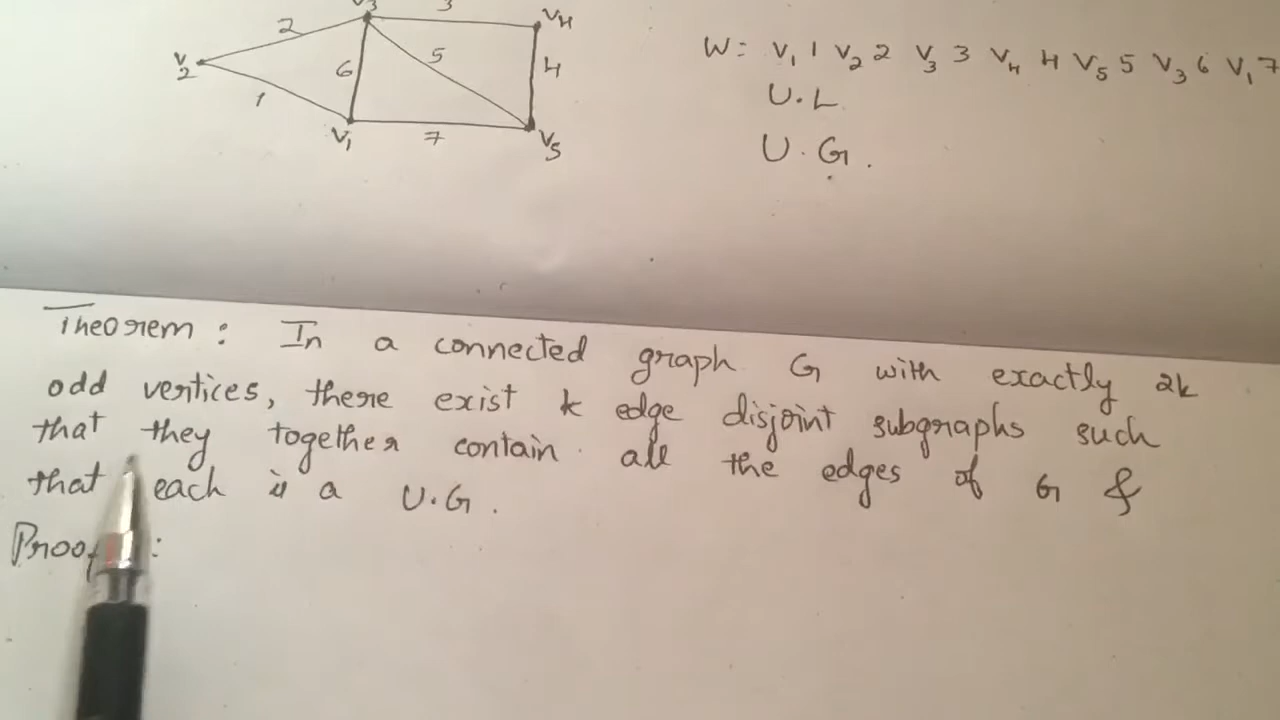 V3 3 V4
2
V2 6 5 4
1
V1 7 V5
W: V1 1 V2 2 V3 3 V4 4 V5 5 V3 6 V1 7
U.L
U.G.
Theorem: In a connected graph G with exactly 2k
odd vertices, there exist k edge disjoint subgraphs such
that they together contain all the edges of G &
that each is a U.G.
Proof: